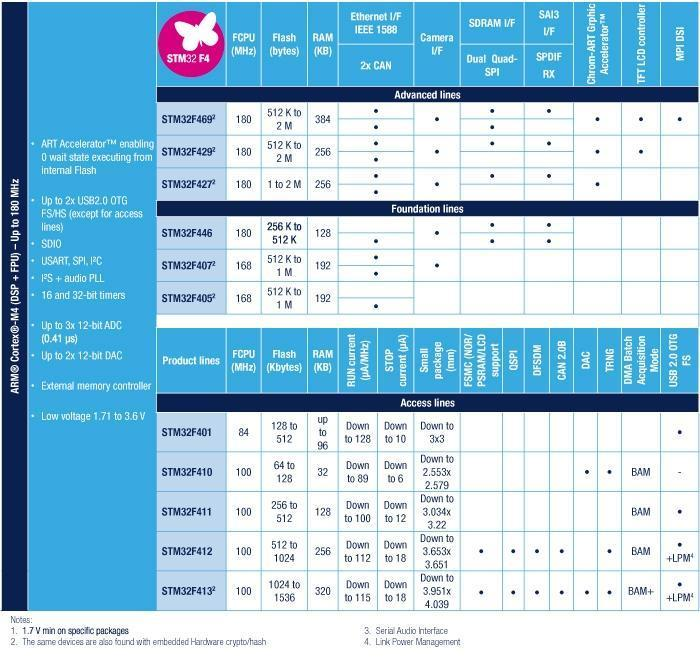 STM32 F4
FCPU (MHz)
Flash (bytes)
RAM (KB)
Ethernet I/F IEEE 1588
2x CAN
Camera I/F
SDRAM I/F
Dual Quad-SPI
SAI3 I/F
SPDIF RX
Chrom-ART Grphic Accelerator™
TFT LCD controller
MPI DSI
ARM® Cortex®-M4 (DSP + FPU) – Up to 180 MHz
• ART Accelerator™ enabling
0 wait state executing from
internal Flash
• Up to 2x USB2.0 OTG
FS/HS (except for access
lines)
• SDIO
• USART, SPI, I²C
• I²S + audio PLL
• 16 and 32-bit timers
• Up to 3x 12-bit ADC
(0.41 µs)
• Up to 2x 12-bit DAC
• External memory controller
• Low voltage 1.71 to 3.6 V
Advanced lines
STM32F469² 180 512 K to 2 M 384 • • • • • • • • •
STM32F429² 180 512 K to 2 M 256 • • • • • • • •
STM32F427² 180 1 to 2 M 256 • • • • • •
Foundation lines
STM32F446 180 256 K to 512 K 128 • • • • • •
STM32F407² 168 512 K to 1 M 192 • • •
STM32F405² 168 512 K to 1 M 192 •
Product lines
FCPU (MHz)
Flash (Kbytes)
RAM (KB)
RUN current (µA/MHz)
STOP current (µA)
Small package (mm)
FSMC (NOR/PSRAM/LCD support
QSPI
DFSDM
CAN 2.0B
DAC
TRNG
DMA Batch Acquisition Mode
USB 2.0 OTG FS
Access lines
STM32F401 84 128 to 512 up to 96 Down to 128 Down to 10 Down to 3x3 •
STM32F410 100 64 to 128 32 Down to 89 Down to 6 Down to 2.553x 2.579 • • BAM -
STM32F411 100 256 to 512 128 Down to 100 Down to 12 Down to 3.034x 3.22 BAM •
STM32F412 100 512 to 1024 256 Down to 112 Down to 18 Down to 3.653x 3.651 • • • • • BAM • +LPM⁴
STM32F413² 100 1024 to 1536 320 Down to 115 Down to 18 Down to 3.951x 4.039 • • • • • • BAM+ • +LPM⁴
Notes:
1. 1.7 V min on specific packages
2. The same devices are also found with embedded Hardware crypto/hash
3. Serial Audio Interface
4. Link Power Management